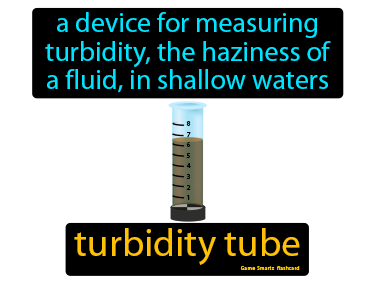 a device for measuring
turbidity, the haziness of
a fluid, in shallow waters
8
7
6
5
4
3
2
1
turbidity tube
Game Smartz flashcard